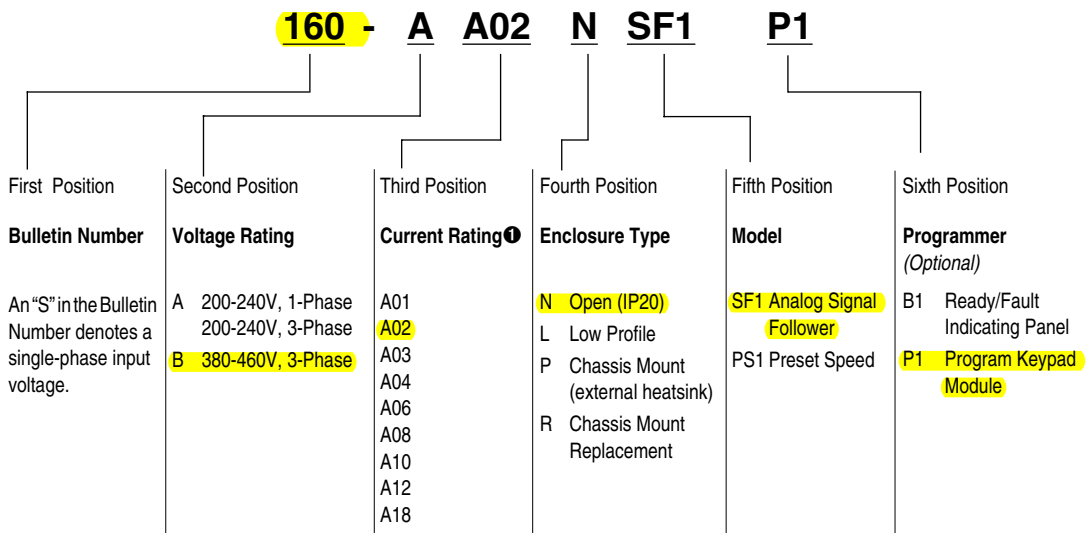 160 - A A02 N SF1 P1
First Position
Bulletin Number
An "S" in the Bulletin
Number denotes a
single-phase input
voltage.
Second Position
Voltage Rating
A 200-240V, 1-Phase
200-240V, 3-Phase
B 380-460V, 3-Phase
Third Position
Current Rating❶
A01
A02
A03
A04
A06
A08
A10
A12
A18
Fourth Position
Enclosure Type
N Open (IP20)
L Low Profile
P Chassis Mount
(external heatsink)
R Chassis Mount
Replacement
Fifth Position
Model
SF1 Analog Signal
Follower
PS1 Preset Speed
Sixth Position
Programmer
(Optional)
B1 Ready/Fault
Indicating Panel
P1 Program Keypad
Module